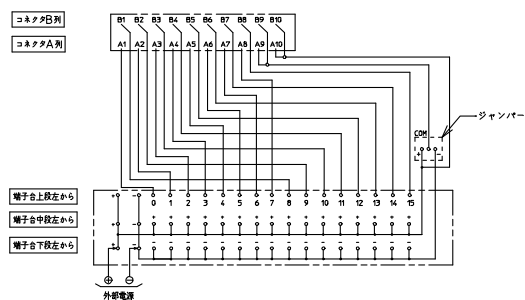 コネクタB列
B1 B2 B3 B4 B5 B6 B7 B8 B9 B10
コネクタA列
A1 A2 A3 A4 A5 A6 A7 A8 A9 A10
ジャンパー
COM
+ -
端子台上段左から
+ - 0 1 2 3 4 5 6 7 8 9 10 11 12 13 14 15
端子台中段左から
+ - + + + + + + + + + + + + + + + +
端子台下段左から
+ - - - - - - - - - - - - - - - - -
+ -
外部電源